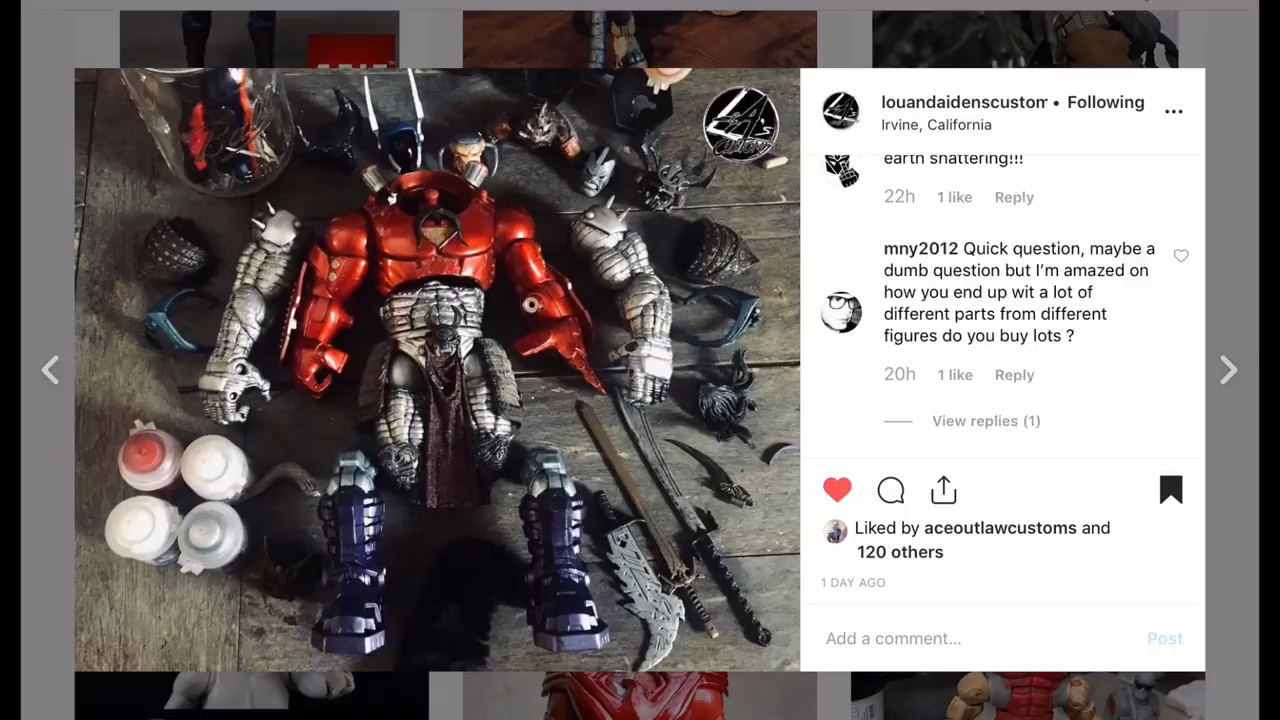 louandaidenscustom • Following
Irvine, California
earth shattering!!!
22h 1 like Reply
mny2012 Quick question, maybe a
dumb question but I’m amazed on
how you end up wit a lot of
different parts from different
figures do you buy lots ?
20h 1 like Reply
View replies (1)
Liked by aceoutlawcustoms and
120 others
1 DAY AGO
Add a comment... Post